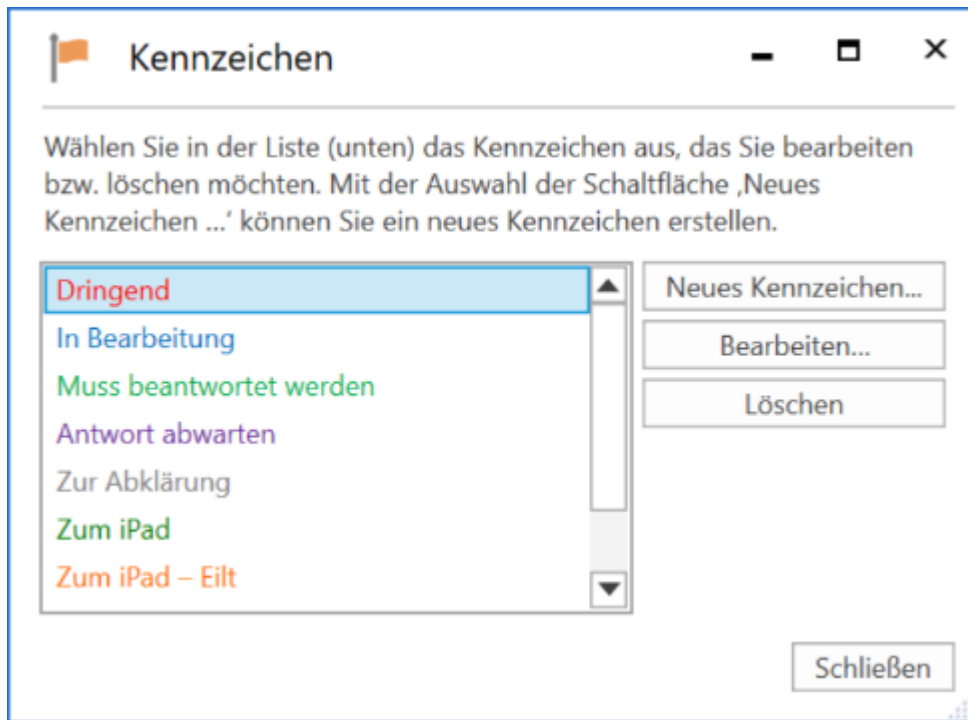 Kennzeichen
Wählen Sie in der Liste (unten) das Kennzeichen aus, das Sie bearbeiten
bzw. löschen möchten. Mit der Auswahl der Schaltfläche ‚Neues
Kennzeichen ...‘ können Sie ein neues Kennzeichen erstellen.
Dringend
In Bearbeitung
Muss beantwortet werden
Antwort abwarten
Zur Abklärung
Zum iPad
Zum iPad – Eilt
Neues Kennzeichen...
Bearbeiten...
Löschen
Schließen